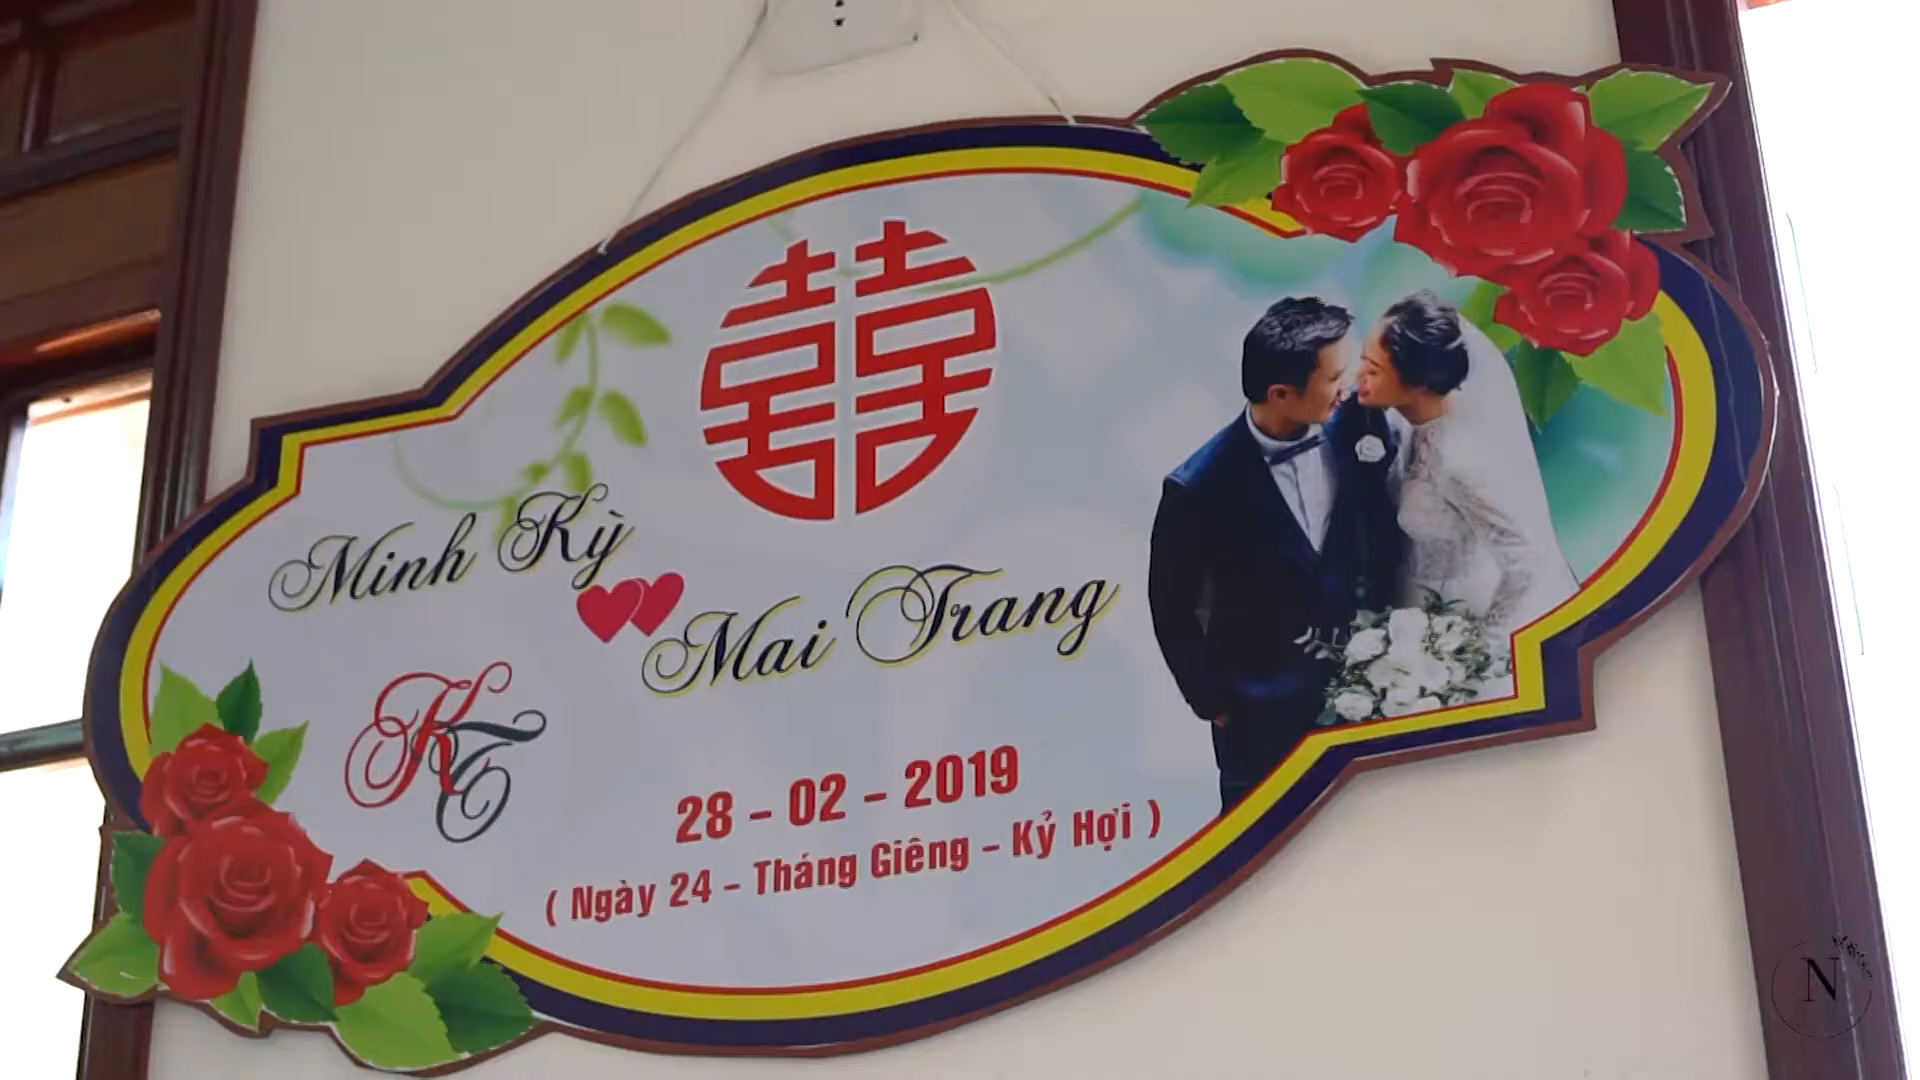 囍
Minh Kỳ
Mai Trang
KT
28 - 02 - 2019
( Ngày 24 - Tháng Giêng - Kỷ Hợi )
N